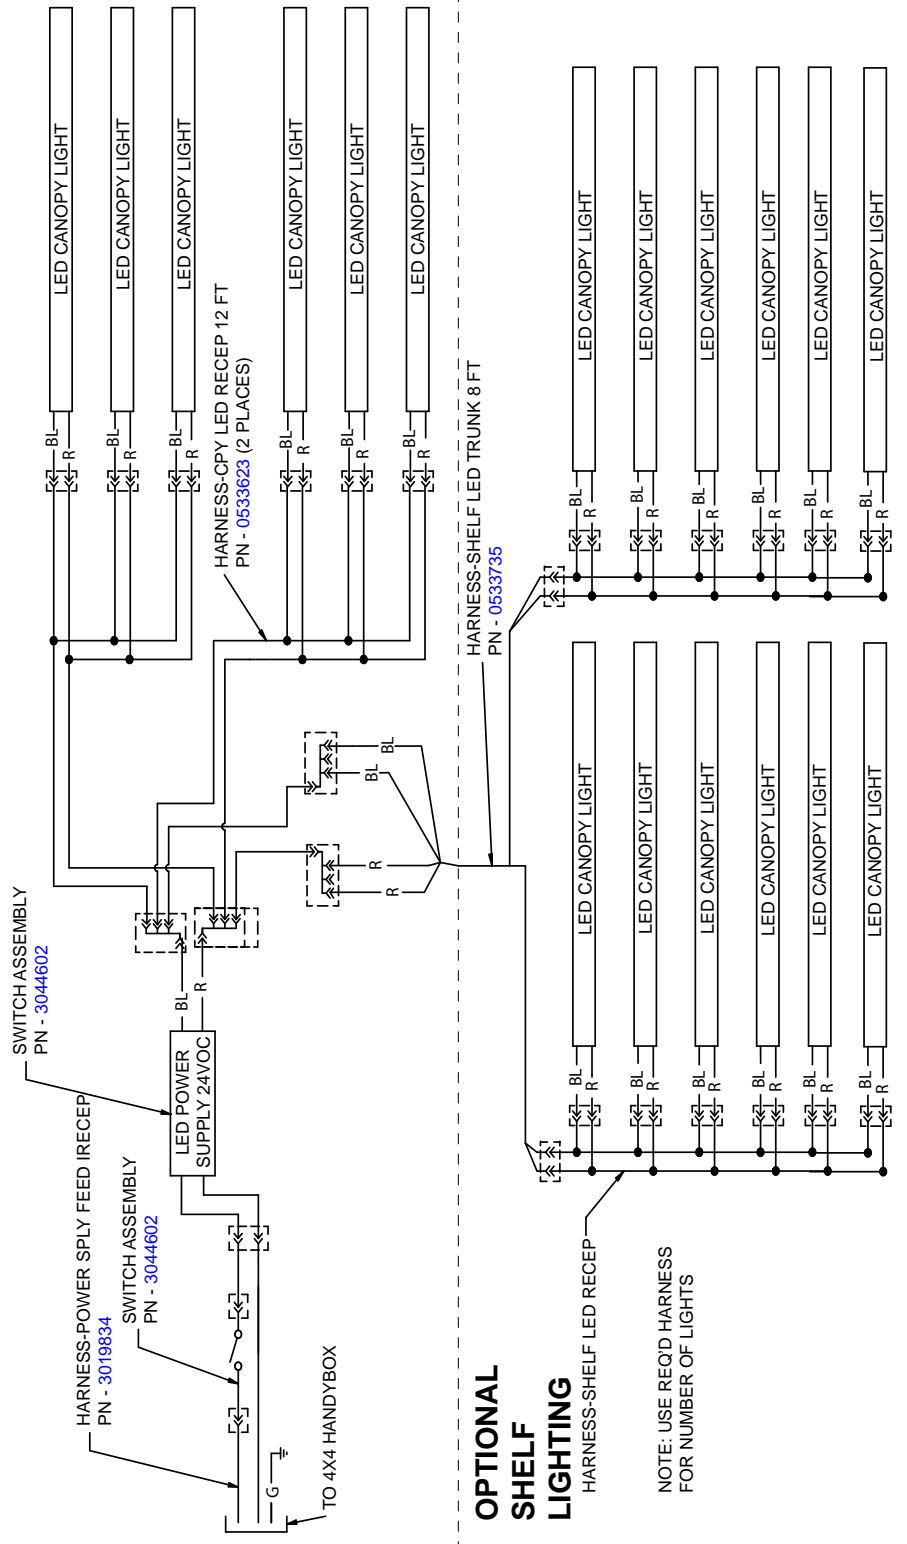 SWITCH ASSEMBLY
PN - 3044602
HARNESS-POWER SPLY FEED IRECEP
PN - 3019834
SWITCH ASSEMBLY
PN - 3044602
LED POWER
SUPPLY 24VOC
BL
R
G
TO 4X4 HANDYBOX
BL
R
LED CANOPY LIGHT
BL
R
LED CANOPY LIGHT
BL
R
LED CANOPY LIGHT
HARNESS-CPY LED RECEP 12 FT
PN - 0533623 (2 PLACES)
BL
R
LED CANOPY LIGHT
BL
R
LED CANOPY LIGHT
BL
R
LED CANOPY LIGHT
BL
BL
R
R
HARNESS-SHELF LED TRUNK 8 FT
PN - 0533735
OPTIONAL
SHELF
LIGHTING
HARNESS-SHELF LED RECEP
NOTE: USE REQ'D HARNESS
FOR NUMBER OF LIGHTS
BL
R
LED CANOPY LIGHT
BL
R
LED CANOPY LIGHT
BL
R
LED CANOPY LIGHT
BL
R
LED CANOPY LIGHT
BL
R
LED CANOPY LIGHT
BL
R
LED CANOPY LIGHT
BL
R
LED CANOPY LIGHT
BL
R
LED CANOPY LIGHT
BL
R
LED CANOPY LIGHT
BL
R
LED CANOPY LIGHT
BL
R
LED CANOPY LIGHT
BL
R
LED CANOPY LIGHT